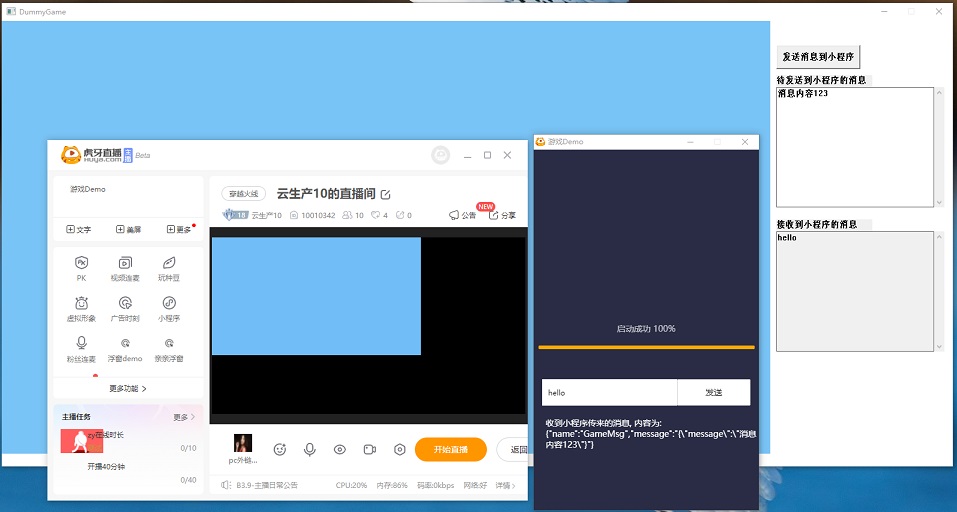 DummyGame
发送消息到小程序
待发送到小程序的消息
消息内容123
接收到小程序的消息
hello
虎牙直播
HUYA.COM
主播
Beta
游戏Demo
文字
截屏
更多
PK
视频连麦
玩种豆
虚拟形象
广告时刻
小程序
粉丝连麦
浮窗demo
亲亲浮窗
更多功能 >
主播任务
更多 >
zy在线时长
0/10
开播40分钟
0/40
穿越火线
云生产10的直播间
云生产10
10010342
10
4
0
公告
NEW
分享
pc外链...
开始直播
返回
B3.9-主播日常公告
CPU:20%
内存:86%
码率:0kbps
网络:好
详情 >
游戏Demo
启动成功 100%
hello
发送
收到小程序传来的消息, 内容为:
{"name":"GameMsg","message":"{\"message\":\"消息
内容123\"}"}